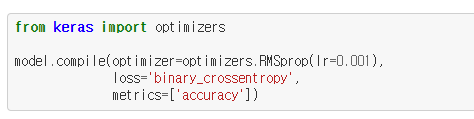 from keras import optimizers
model.compile(optimizer=optimizers.RMSprop(lr=0.001),
loss='binary_crossentropy',
metrics=['accuracy'])